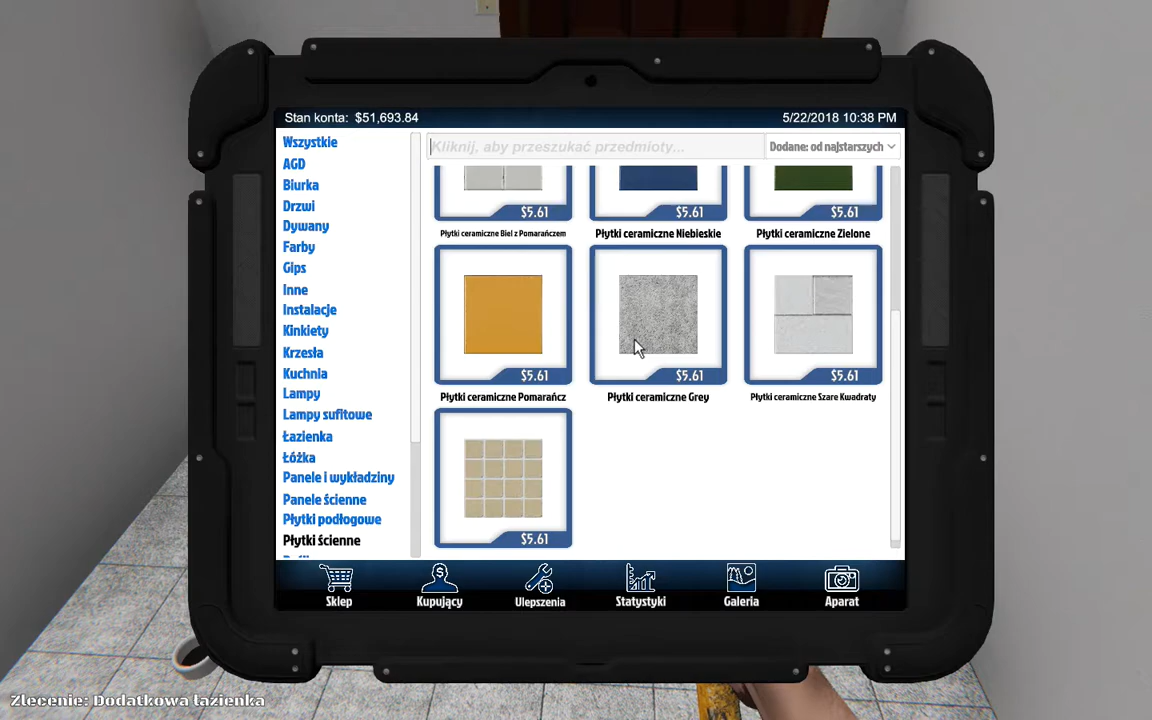 Stan konta: $51,693.84
5/22/2018 10:38 PM
Wszystkie
AGD
Biurka
Drzwi
Dywany
Farby
Gips
Inne
Instalacje
Kinkiety
Krzesła
Kuchnia
Lampy
Lampy sufitowe
Łazienka
Łóżka
Panele i wykładziny
Panele ścienne
Płytki podłogowe
Płytki ścienne
Kliknij, aby przeszukać przedmioty...
Dodane: od najstarszych
$5.61
$5.61
$5.61
Płytki ceramiczne Biel z Pomarańczem
Płytki ceramiczne Niebieskie
Płytki ceramiczne Zielone
$5.61
$5.61
$5.61
Płytki ceramiczne Pomarańcz
Płytki ceramiczne Grey
Płytki ceramiczne Szare Kwadraty
$5.61
Sklep
Kupujący
Ulepszenia
Statystyki
Galeria
Aparat
Zlecenie: Dodatkowa łazienka